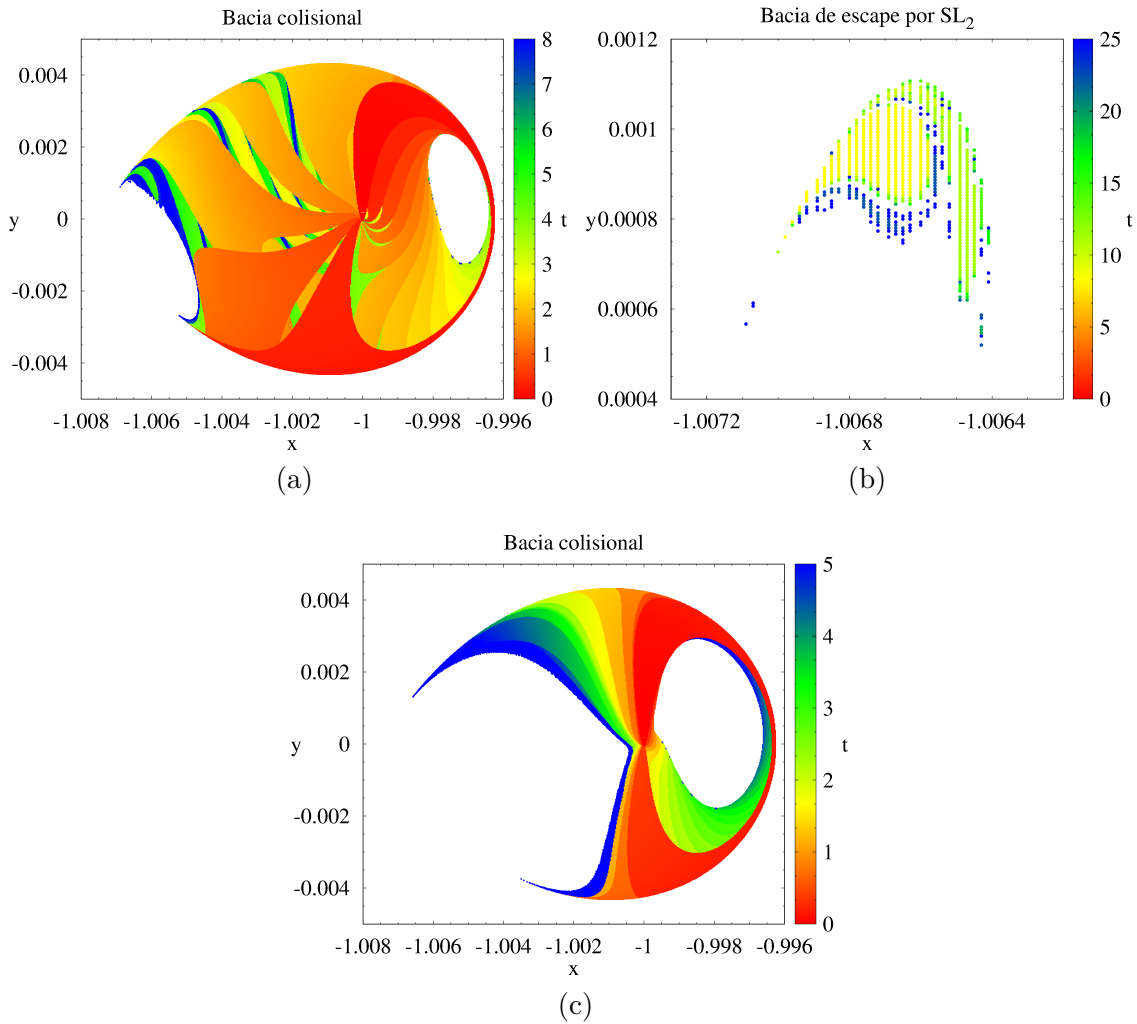 Bacia colisional
0.004
0.002
0
-0.002
-0.004
y
-1.008 -1.006 -1.004 -1.002 -1 -0.998 -0.996
x
8
7
6
5
4
3
2
1
0
t
(a)
Bacia de escape por SL2
0.0012
0.001
0.0008
0.0006
0.0004
y
-1.0072 -1.0068 -1.0064
x
25
20
15
10
5
0
t
(b)
Bacia colisional
0.004
0.002
0
-0.002
-0.004
y
-1.008 -1.006 -1.004 -1.002 -1 -0.998 -0.996
x
5
4
3
2
1
0
t
(c)